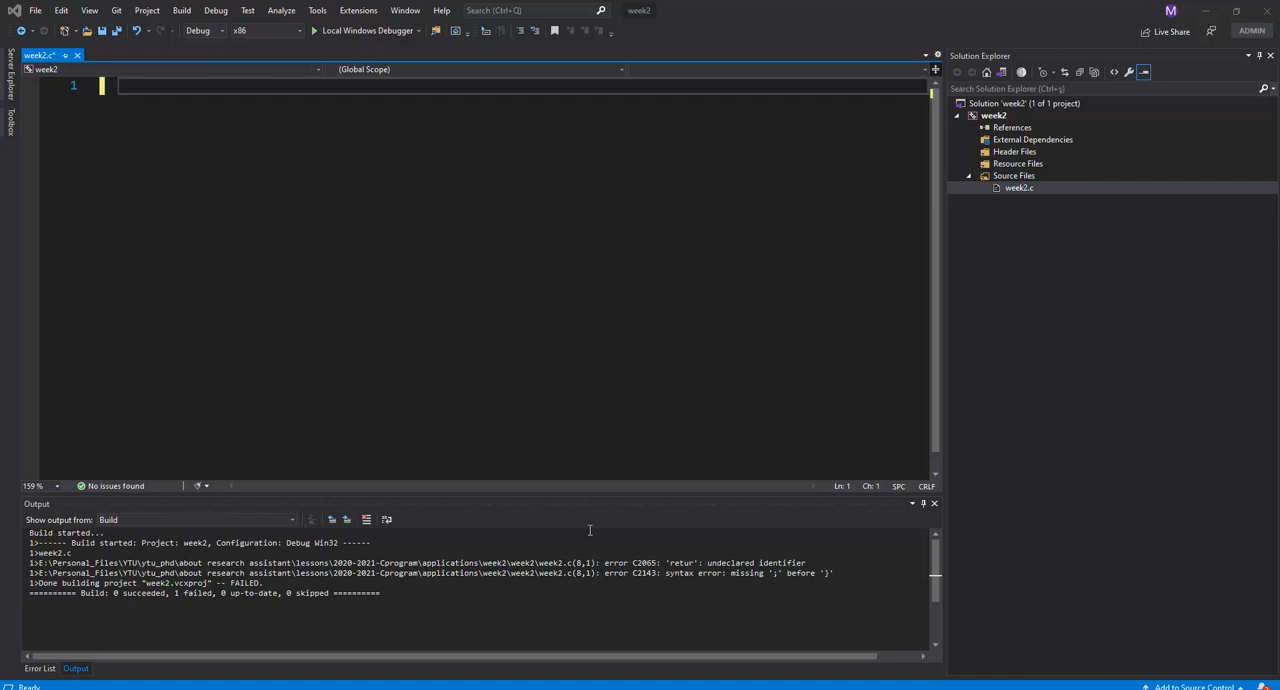 File Edit View Git Project Build Debug Test Analyze Tools Extensions Window Help Search (Ctrl+Q) week2 M
Debug x86 Local Windows Debugger Live Share ADMIN
Server Explorer
Toolbox
week2.c*
week2 (Global Scope)
1
159 % No issues found Ln: 1 Ch: 1 SPC CRLF
Output
Show output from: Build
Build started...
1>------ Build started: Project: week2, Configuration: Debug Win32 ------
1>week2.c
1>E:\Personal_Files\YTU\ytu_phd\about research assistant\lessons\2020-2021-Cprogram\applications\week2\week2\week2.c(8,1): error C2065: 'retur': undeclared identifier
1>E:\Personal_Files\YTU\ytu_phd\about research assistant\lessons\2020-2021-Cprogram\applications\week2\week2\week2.c(8,1): error C2143: syntax error: missing ';' before '}'
1>Done building project "week2.vcxproj" -- FAILED.
========== Build: 0 succeeded, 1 failed, 0 up-to-date, 0 skipped ==========
Error List Output
Solution Explorer
Search Solution Explorer (Ctrl+ş)
Solution 'week2' (1 of 1 project)
week2
References
External Dependencies
Header Files
Resource Files
Source Files
week2.c
Ready Add to Source Control